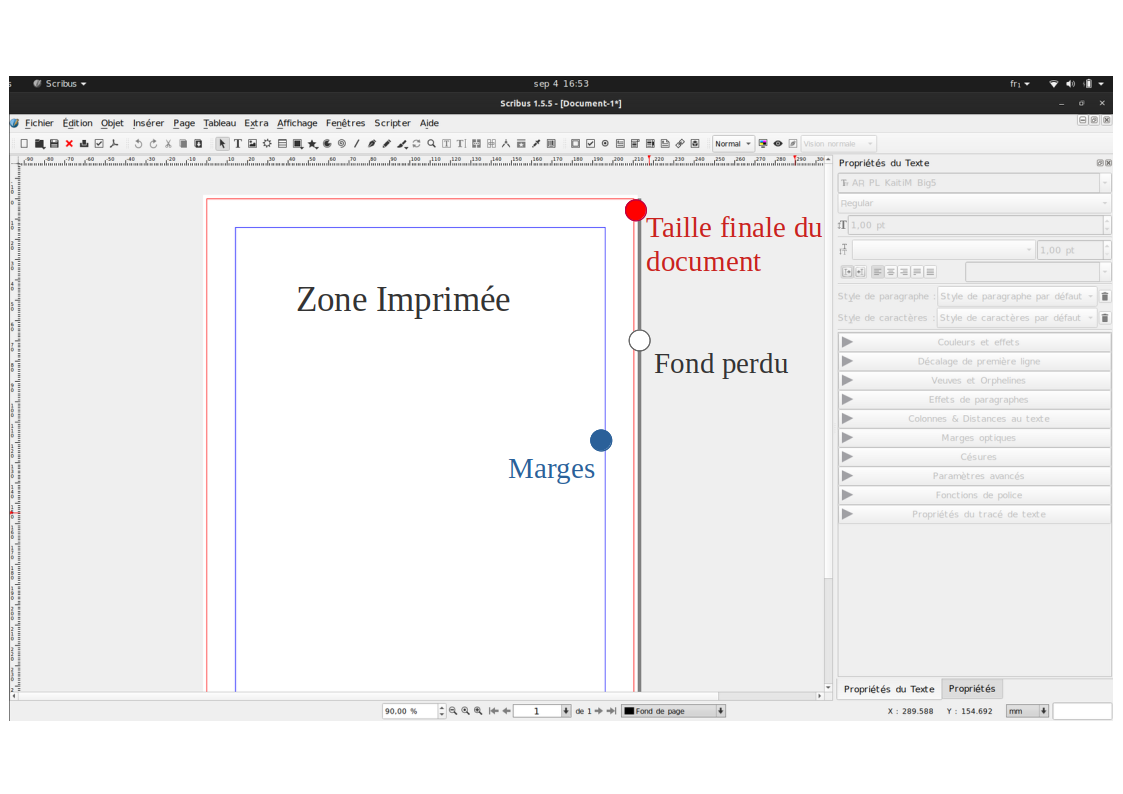 Scribus
sep 4 16:53
fr₁
Scribus 1.5.5 - [Document-1*]
Fichier Édition Objet Insérer Page Tableau Extra Affichage Fenêtres Scripter Aide
Normal
Vision normale
Propriétés du Texte
AR PL KaitiM Big5
Regular
1,00 pt
1,00 pt
Style de paragraphe : Style de paragraphe par défaut
Style de caractères : Style de caractères par défaut
Couleurs et effets
Décalage de première ligne
Veuves et Orphelines
Effets de paragraphes
Colonnes & Distances au texte
Marges optiques
Césures
Paramètres avancés
Fonctions de police
Propriétés du tracé de texte
Taille finale du
document
Zone Imprimée
Fond perdu
Marges
Propriétés du Texte Propriétés
90,00 %
1
de 1
Fond de page
X : 289.588 Y : 154.692
mm